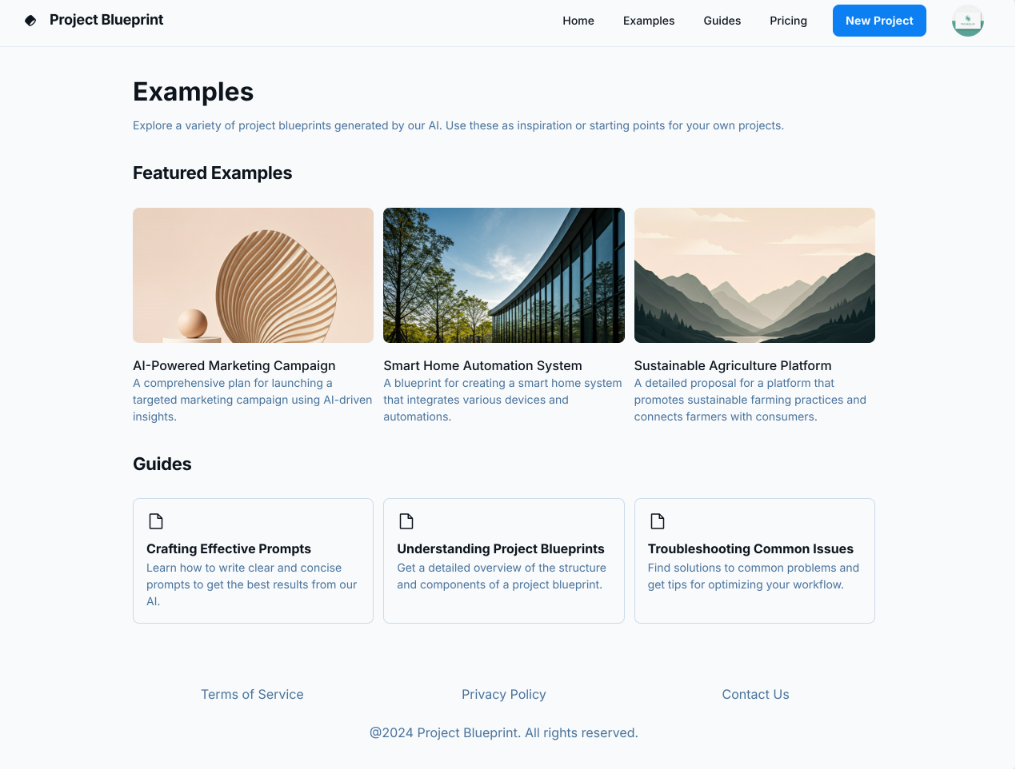 Project Blueprint
Home
Examples
Guides
Pricing
New Project
Examples
Explore a variety of project blueprints generated by our AI. Use these as inspiration or starting points for your own projects.
Featured Examples
AI-Powered Marketing Campaign
A comprehensive plan for launching a
targeted marketing campaign using AI-driven
insights.
Smart Home Automation System
A blueprint for creating a smart home system
that integrates various devices and
automations.
Sustainable Agriculture Platform
A detailed proposal for a platform that
promotes sustainable farming practices and
connects farmers with consumers.
Guides
Crafting Effective Prompts
Learn how to write clear and concise
prompts to get the best results from our
AI.
Understanding Project Blueprints
Get a detailed overview of the structure
and components of a project blueprint.
Troubleshooting Common Issues
Find solutions to common problems and
get tips for optimizing your workflow.
Terms of Service
Privacy Policy
Contact Us
@2024 Project Blueprint. All rights reserved.